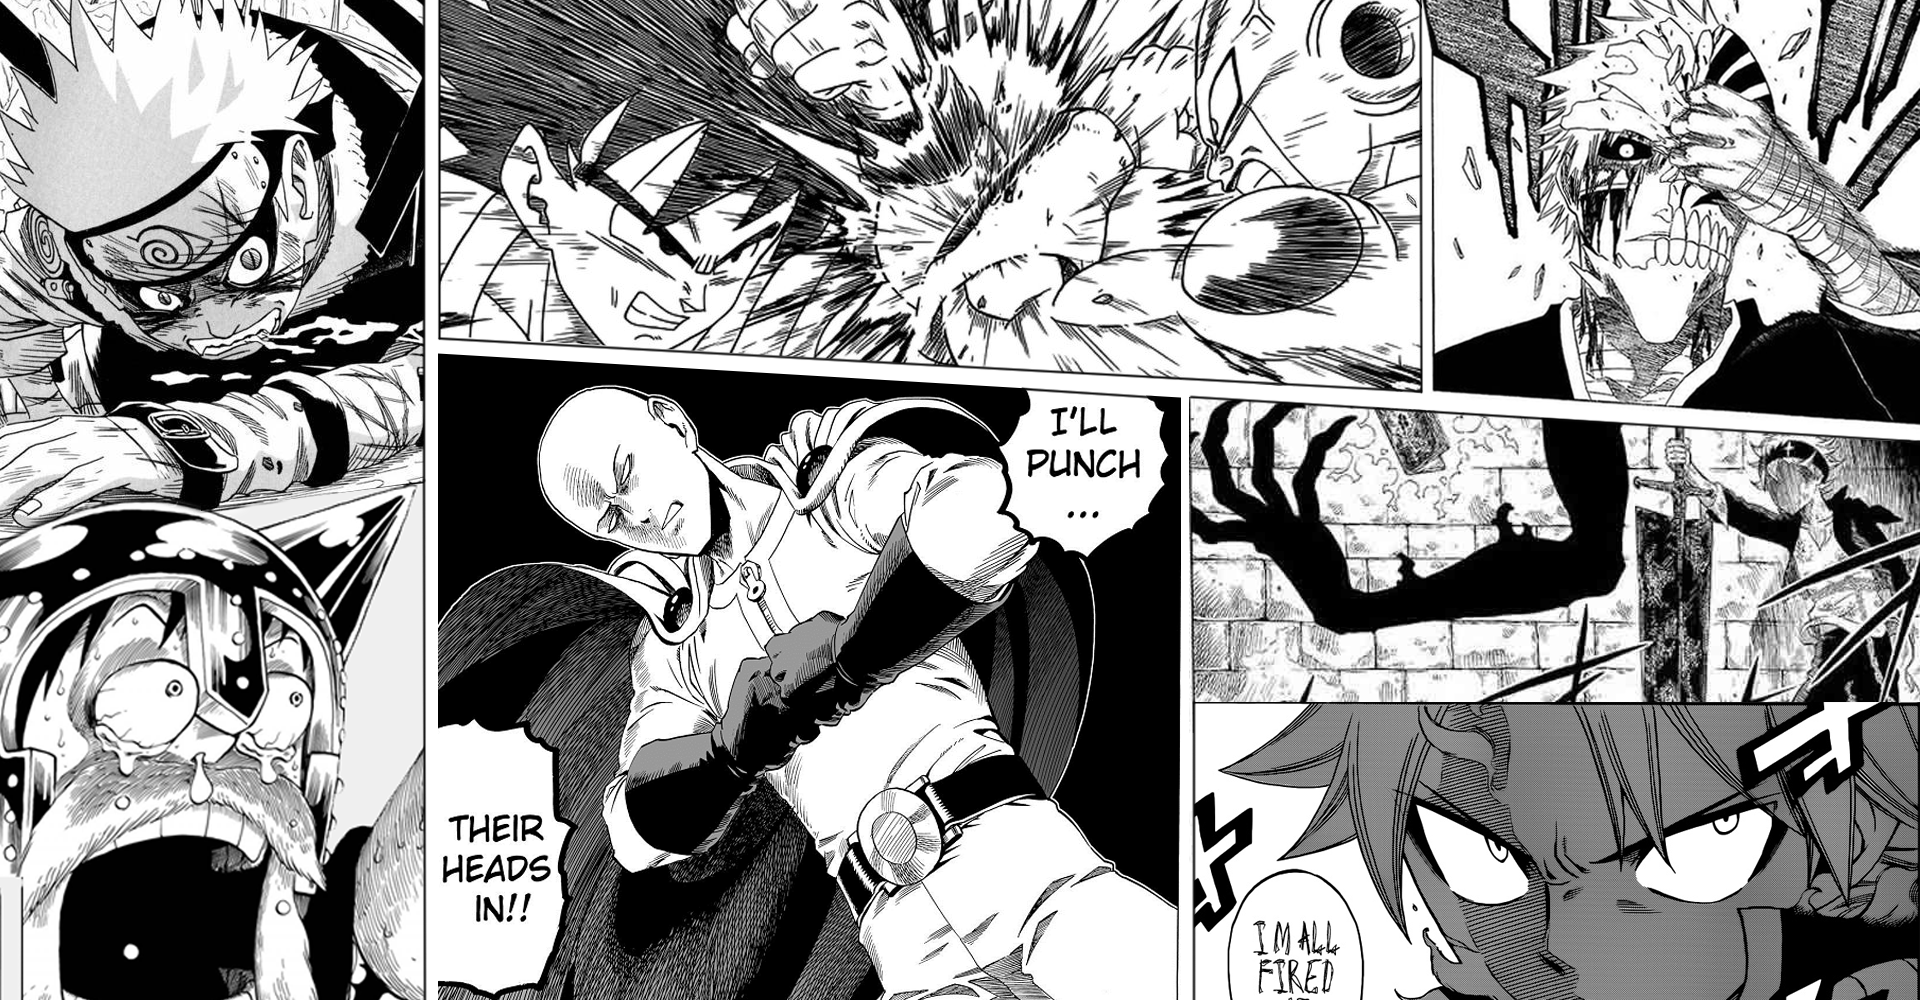 I'LL
PUNCH
...
THEIR
HEADS
IN!!
I M ALL
FIRED